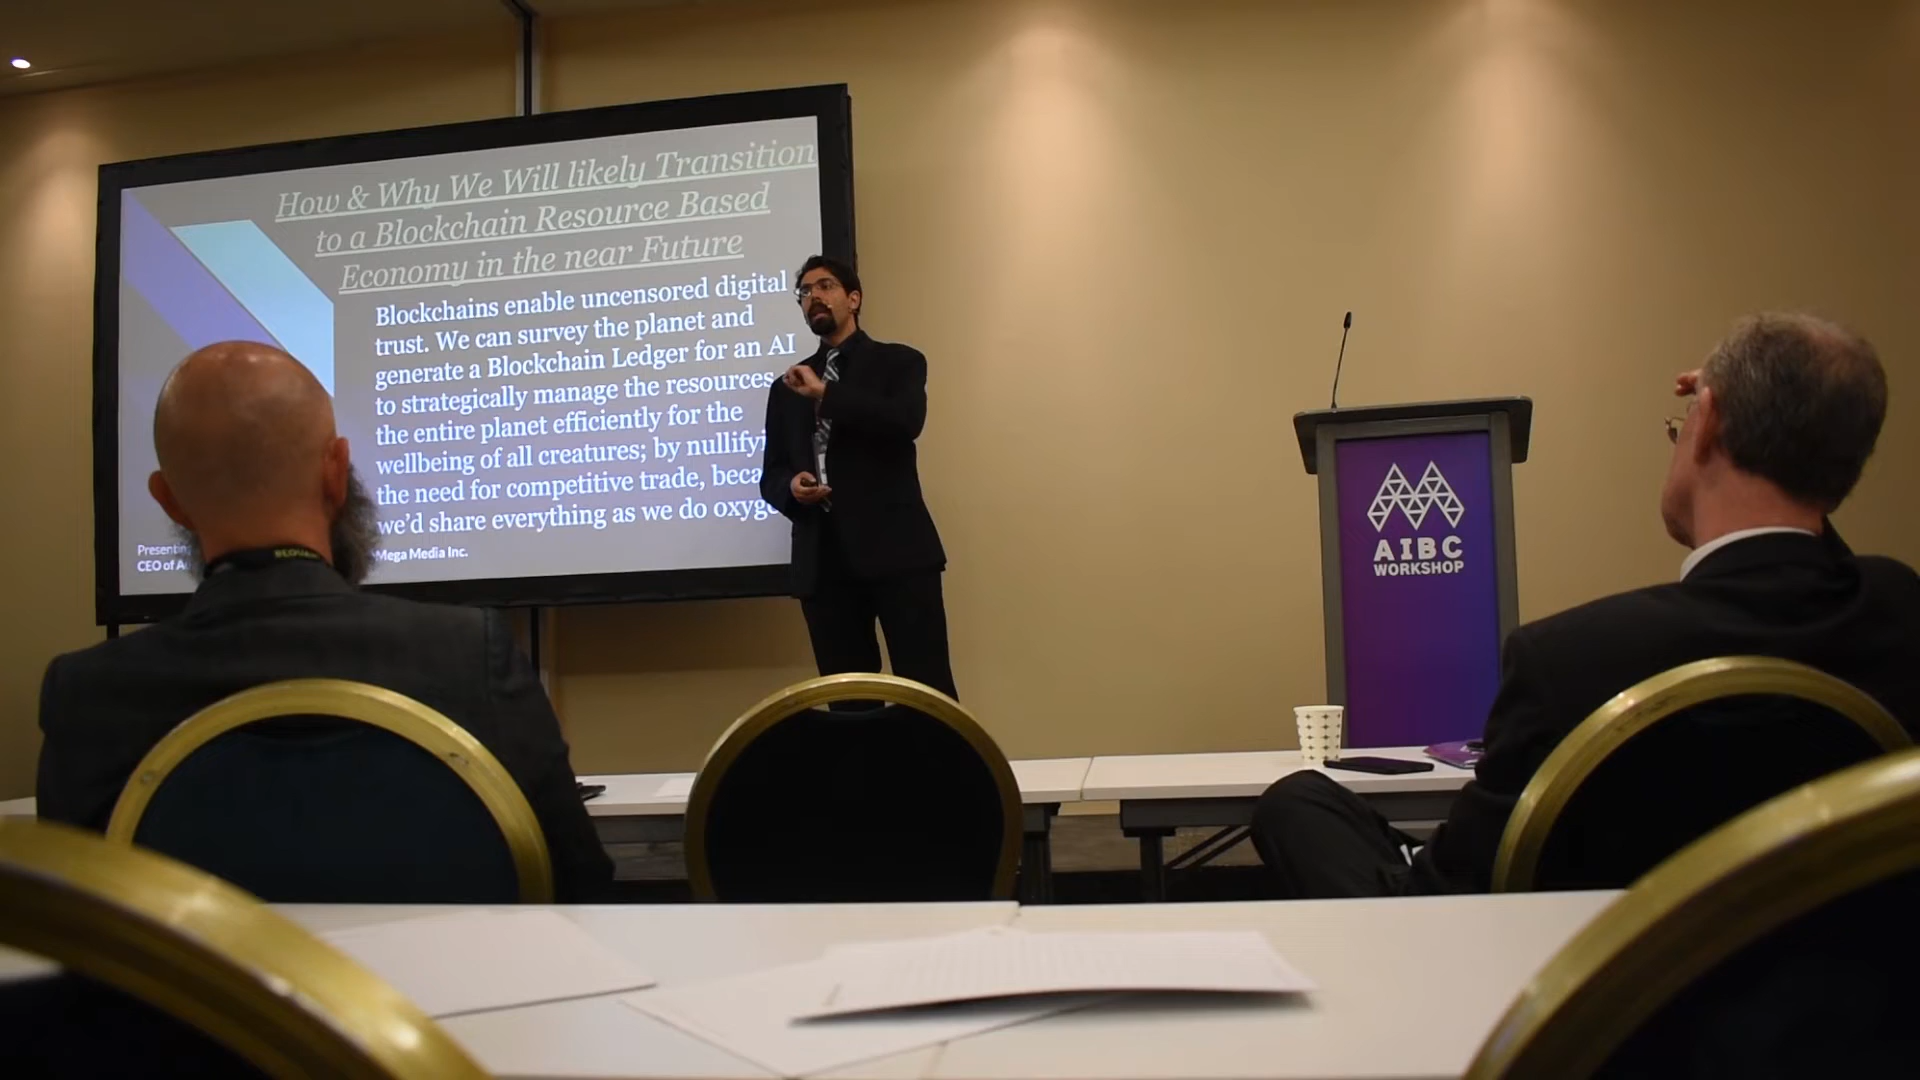 How & Why We Will likely Transition
to a Blockchain Resource Based
Economy in the near Future
Blockchains enable uncensored digital
trust. We can survey the planet and
generate a Blockchain Ledger for an AI
to strategically manage the resources
the entire planet efficiently for the
wellbeing of all creatures; by nullifyi
the need for competitive trade, beca
we'd share everything as we do oxyge
Presenting
CEO of Au
Mega Media Inc.
AIBC
WORKSHOP